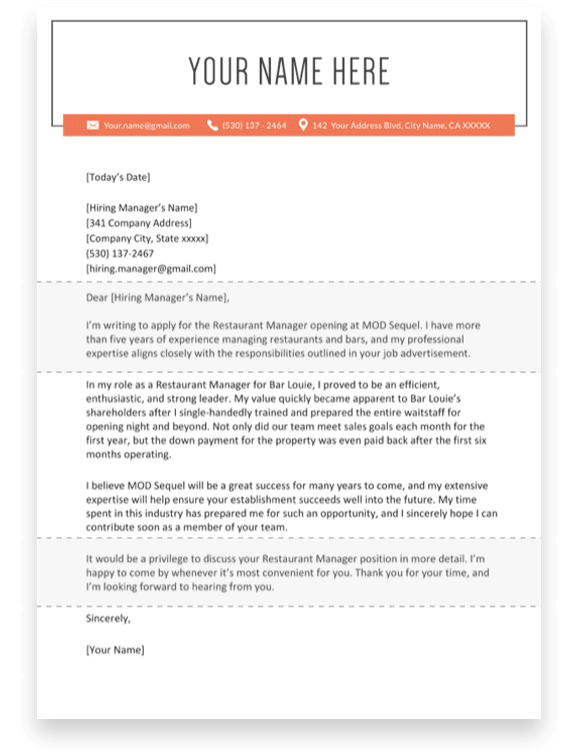 YOUR NAME HERE
Your.name@gmail.com (530) 137 - 2464 142 Your Address Blvd, City Name, CA XXXXX
[Today's Date]
[Hiring Manager's Name]
[341 Company Address]
[Company City, State xxxxx]
(530) 137-2467
[hiring.manager@gmail.com]
Dear [Hiring Manager's Name],
I'm writing to apply for the Restaurant Manager opening at MOD Sequel. I have more
than five years of experience managing restaurants and bars, and my professional
expertise aligns closely with the responsibilities outlined in your job advertisement.
In my role as a Restaurant Manager for Bar Louie, I proved to be an efficient,
enthusiastic, and strong leader. My value quickly became apparent to Bar Louie's
shareholders after I single-handedly trained and prepared the entire waitstaff for
opening night and beyond. Not only did our team meet sales goals each month for the
first year, but the down payment for the property was even paid back after the first six
months operating.
I believe MOD Sequel will be a great success for many years to come, and my extensive
expertise will help ensure your establishment succeeds well into the future. My time
spent in this industry has prepared me for such an opportunity, and I sincerely hope I can
contribute soon as a member of your team.
It would be a privilege to discuss your Restaurant Manager position in more detail. I'm
happy to come by whenever it's most convenient for you. Thank you for your time, and
I'm looking forward to hearing from you.
Sincerely,
[Your Name]